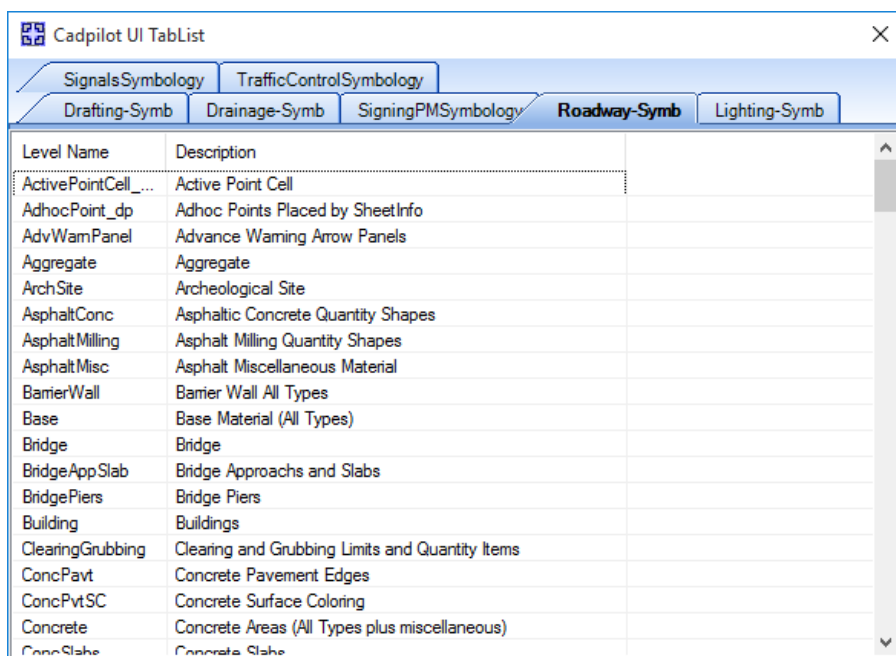 Cadpilot UI TabList
SignalsSymbology TrafficControlSymbology
Drafting-Symb Drainage-Symb SigningPMSymbology Roadway-Symb Lighting-Symb
Level Name Description
ActivePointCell_... Active Point Cell
AdhocPoint_dp Adhoc Points Placed by SheetInfo
AdvWarnPanel Advance Warning Arrow Panels
Aggregate Aggregate
ArchSite Archeological Site
AsphaltConc Asphaltic Concrete Quantity Shapes
AsphaltMilling Asphalt Milling Quantity Shapes
AsphaltMisc Asphalt Miscellaneous Material
BarrierWall Barrier Wall All Types
Base Base Material (All Types)
Bridge Bridge
BridgeAppSlab Bridge Approachs and Slabs
BridgePiers Bridge Piers
Building Buildings
ClearingGrubbing Clearing and Grubbing Limits and Quantity Items
ConcPavt Concrete Pavement Edges
ConcPvtSC Concrete Surface Coloring
Concrete Concrete Areas (All Types plus miscellaneous)
ConcSlabs Concrete Slabs